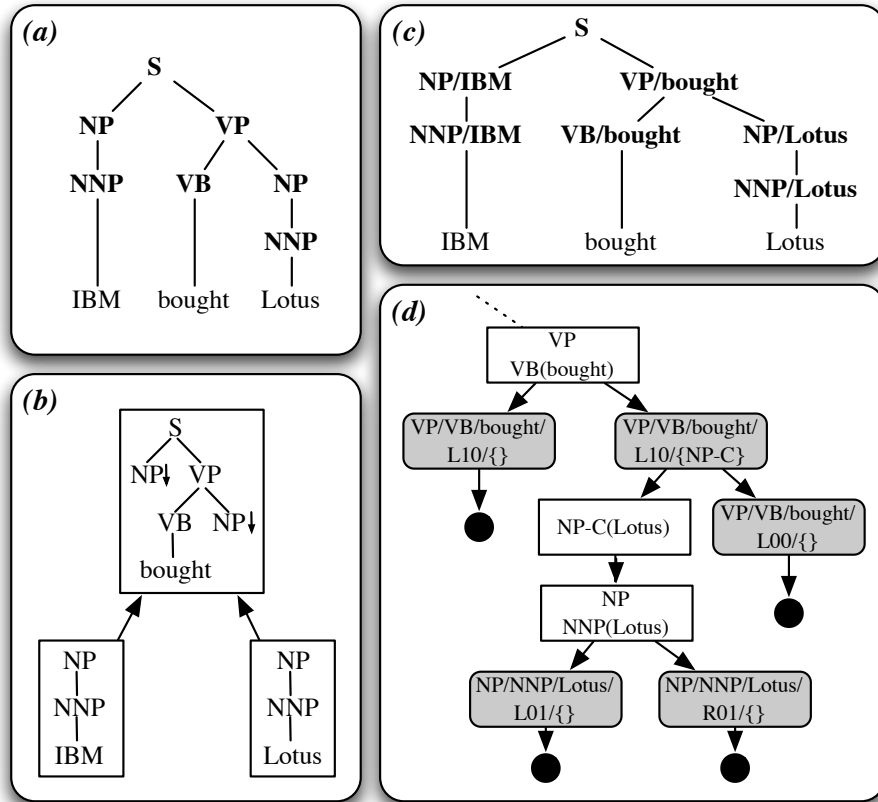 (a)
S
NP VP
NNP VB NP
NNP
IBM bought Lotus
(b)
S
NP↓ VP
VB NP↓
bought
NP NP
NNP NNP
IBM Lotus
(c)
S
NP/IBM VP/bought
NNP/IBM VB/bought NP/Lotus
NNP/Lotus
IBM bought Lotus
(d)
VP
VB(bought)
VP/VB/bought/
L10/{}
VP/VB/bought/
L10/{NP-C}
NP-C(Lotus)
VP/VB/bought/
L00/{}
NP
NNP(Lotus)
NP/NNP/Lotus/
L01/{}
NP/NNP/Lotus/
R01/{}